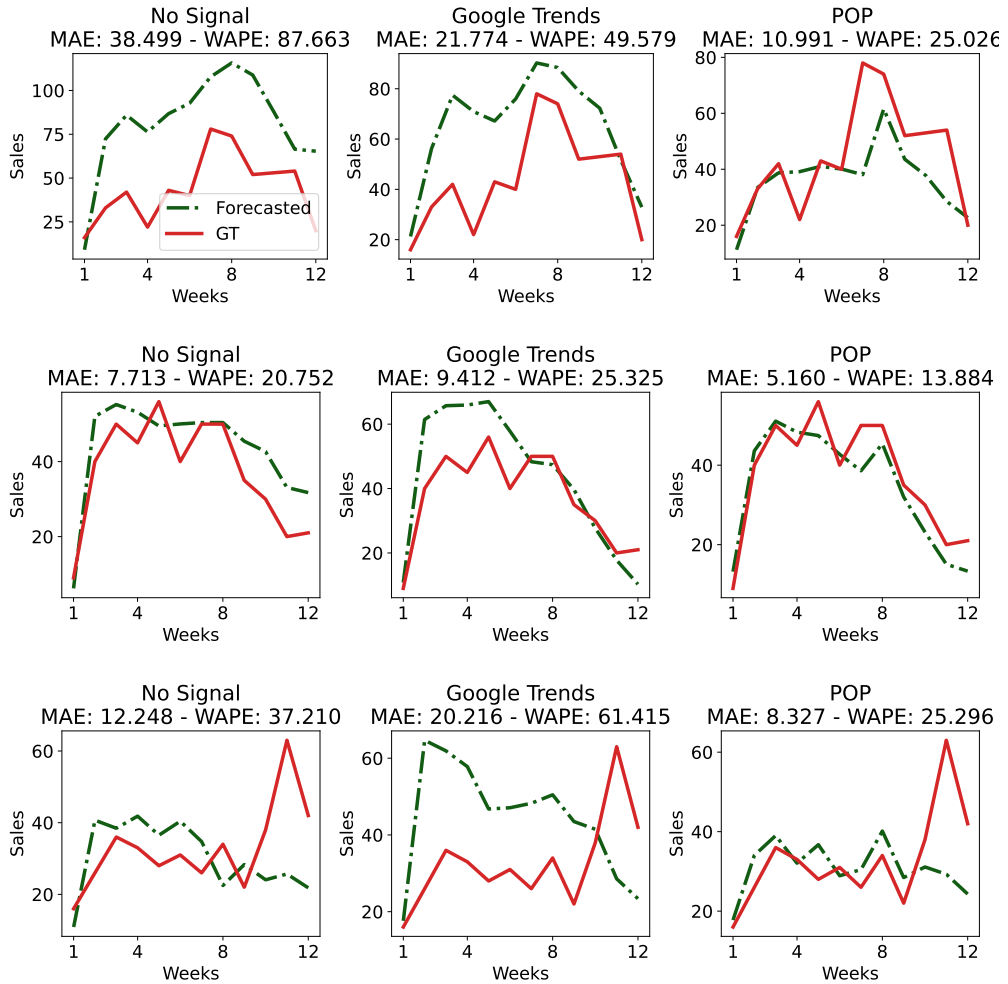 No Signal
MAE: 38.499 - WAPE: 87.663
Sales
100
75
50
25
Forecasted
GT
1 4 8 12
Weeks
Google Trends
MAE: 21.774 - WAPE: 49.579
Sales
80
60
40
20
1 4 8 12
Weeks
POP
MAE: 10.991 - WAPE: 25.026
Sales
80
60
40
20
1 4 8 12
Weeks
No Signal
MAE: 7.713 - WAPE: 20.752
Sales
40
20
1 4 8 12
Weeks
Google Trends
MAE: 9.412 - WAPE: 25.325
Sales
60
40
20
1 4 8 12
Weeks
POP
MAE: 5.160 - WAPE: 13.884
Sales
40
20
1 4 8 12
Weeks
No Signal
MAE: 12.248 - WAPE: 37.210
Sales
60
40
20
1 4 8 12
Weeks
Google Trends
MAE: 20.216 - WAPE: 61.415
Sales
60
40
20
1 4 8 12
Weeks
POP
MAE: 8.327 - WAPE: 25.296
Sales
60
40
20
1 4 8 12
Weeks